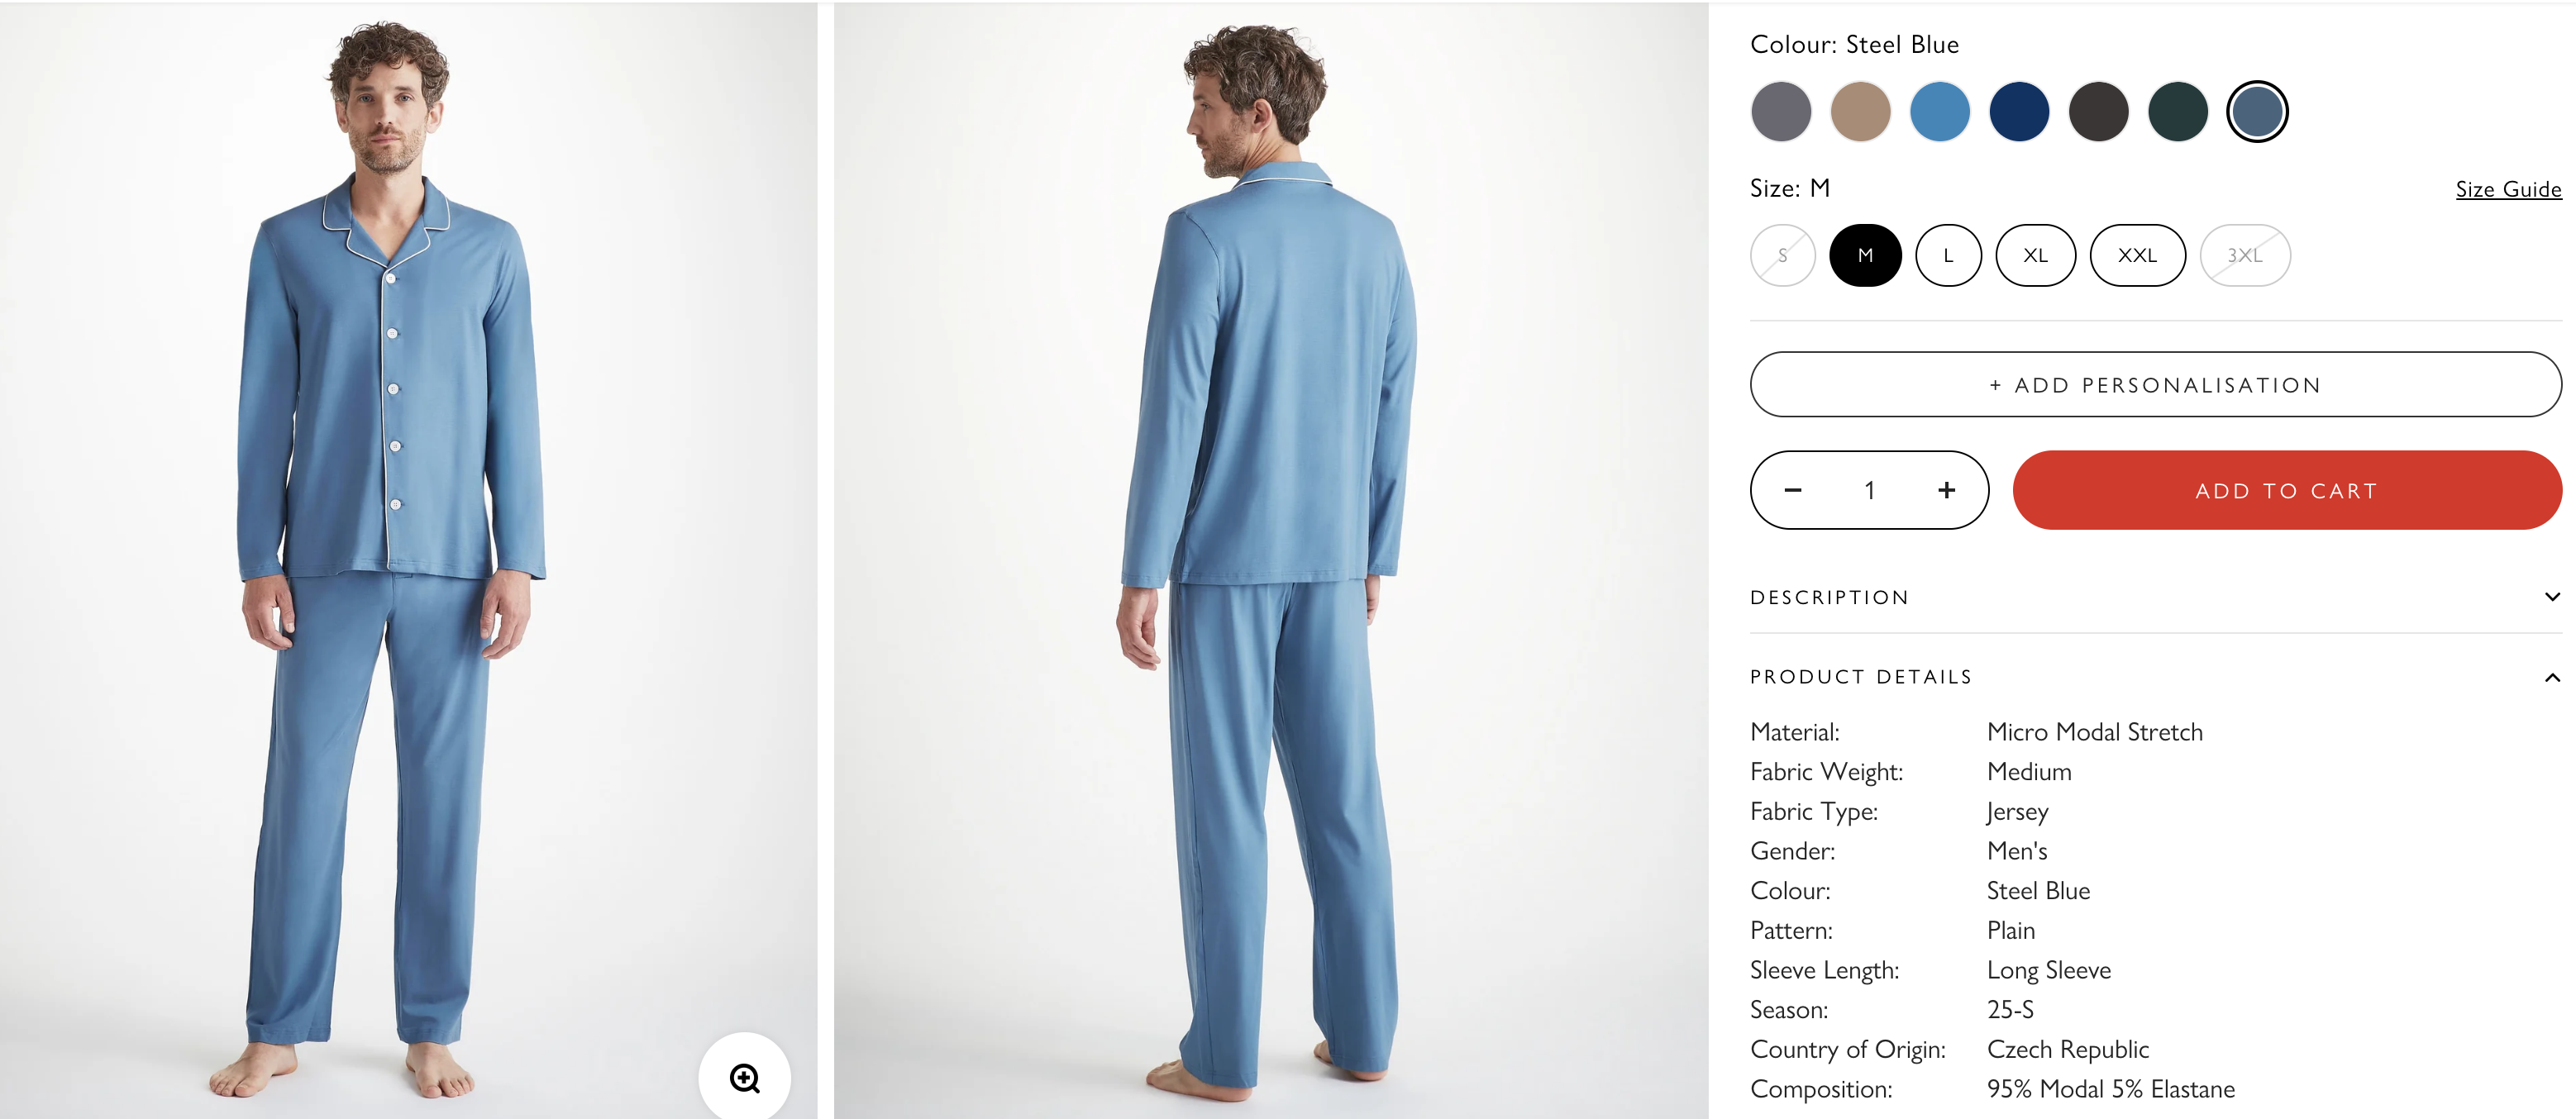 Colour: Steel Blue
Size: M
Size Guide
S M L XL XXL 3XL
+ ADD PERSONALISATION
− 1 +
ADD TO CART
DESCRIPTION
PRODUCT DETAILS
Material: Micro Modal Stretch
Fabric Weight: Medium
Fabric Type: Jersey
Gender: Men's
Colour: Steel Blue
Pattern: Plain
Sleeve Length: Long Sleeve
Season: 25-S
Country of Origin: Czech Republic
Composition: 95% Modal 5% Elastane